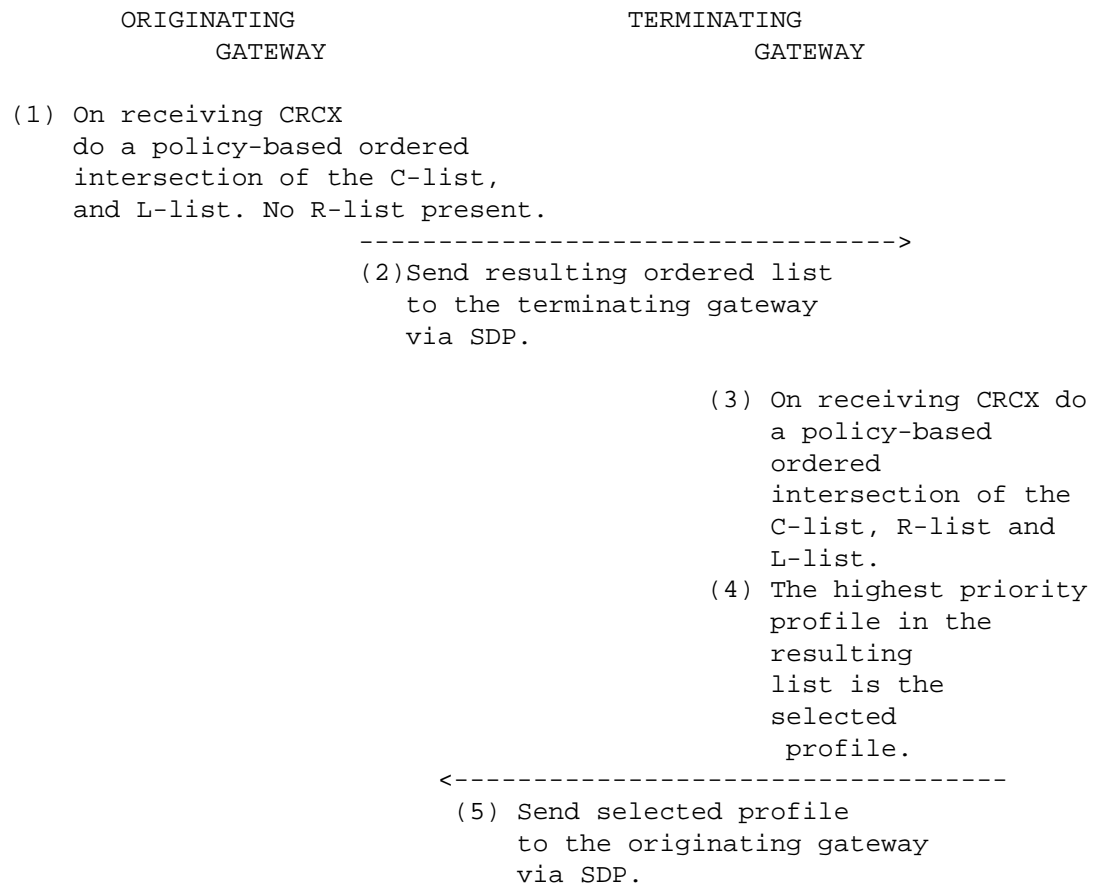 ORIGINATING TERMINATING
GATEWAY GATEWAY
(1) On receiving CRCX
do a policy-based ordered
intersection of the C-list,
and L-list. No R-list present.
---------------------------------->
(2)Send resulting ordered list
to the terminating gateway
via SDP.
(3) On receiving CRCX do
a policy-based
ordered
intersection of the
C-list, R-list and
L-list.
(4) The highest priority
profile in the
resulting
list is the
selected
profile.
<-----------------------------------
(5) Send selected profile
to the originating gateway
via SDP.